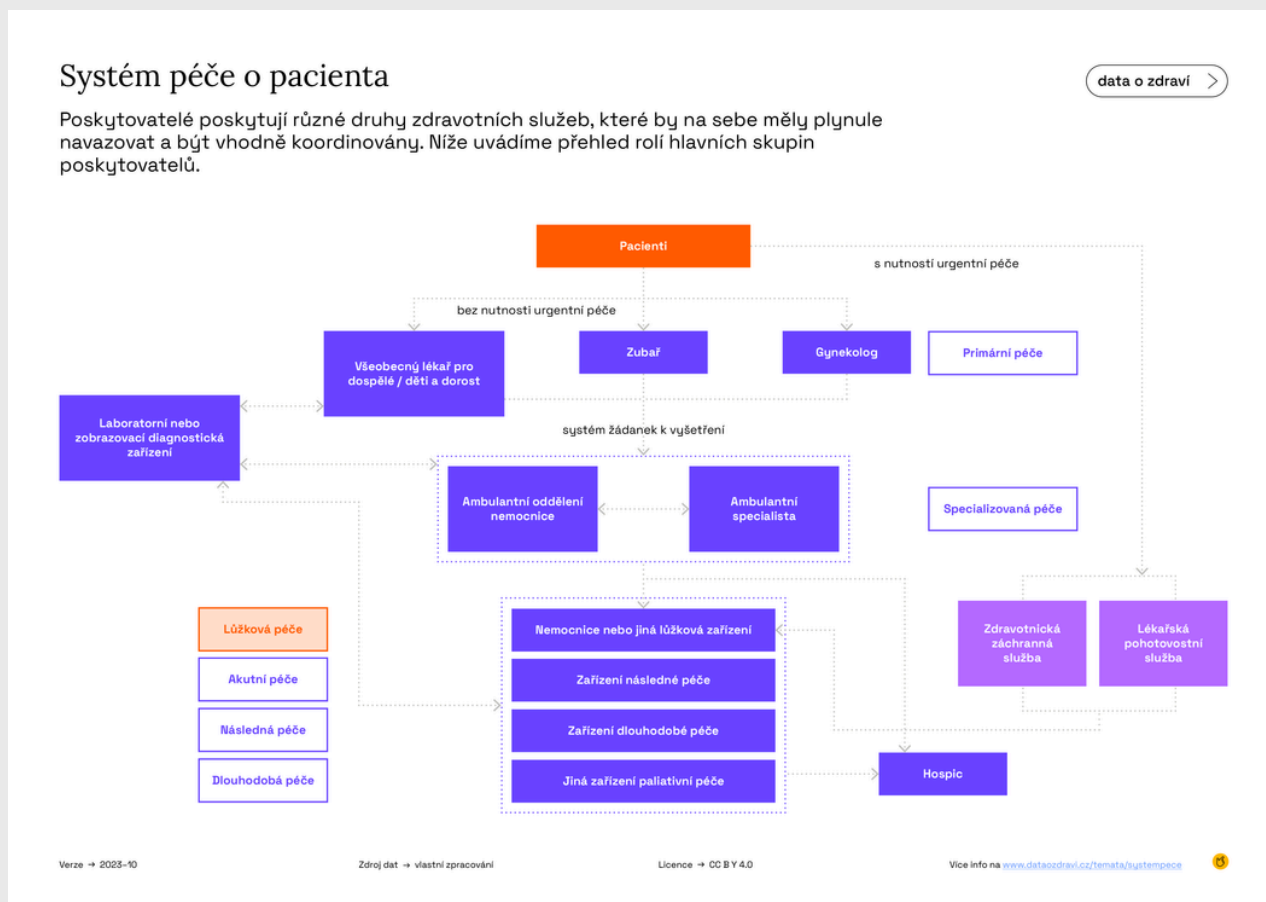 Systém péče o pacienta
data o zdraví
Poskytovatelé poskytují různé druhy zdravotních služeb, které by na sebe měly plynule
navazovat a být vhodně koordinovány. Níže uvádíme přehled rolí hlavních skupin
poskytovatelů.
Pacienti
s nutností urgentní péče
bez nutnosti urgentní péče
Všeobecný lékař pro
dospělé / děti a dorost
Zubař
Gynekolog
Primární péče
Laboratorní nebo
zobrazovací diagnostická
zařízení
systém žádanek k vyšetření
Ambulantní oddělení
nemocnice
Ambulantní
specialista
Specializovaná péče
Lůžková péče
Akutní péče
Následná péče
Dlouhodobá péče
Nemocnice nebo jiná lůžková zařízení
Zařízení následné péče
Zařízení dlouhodobé péče
Jiná zařízení paliativní péče
Zdravotnická
záchranná
služba
Lékařská
pohotovostní
služba
Hospic
Verze → 2023–10
Zdroj dat → vlastní zpracování
Licence → CC B Y 4.0
Více info na www.dataozdravi.cz/temata/systempece